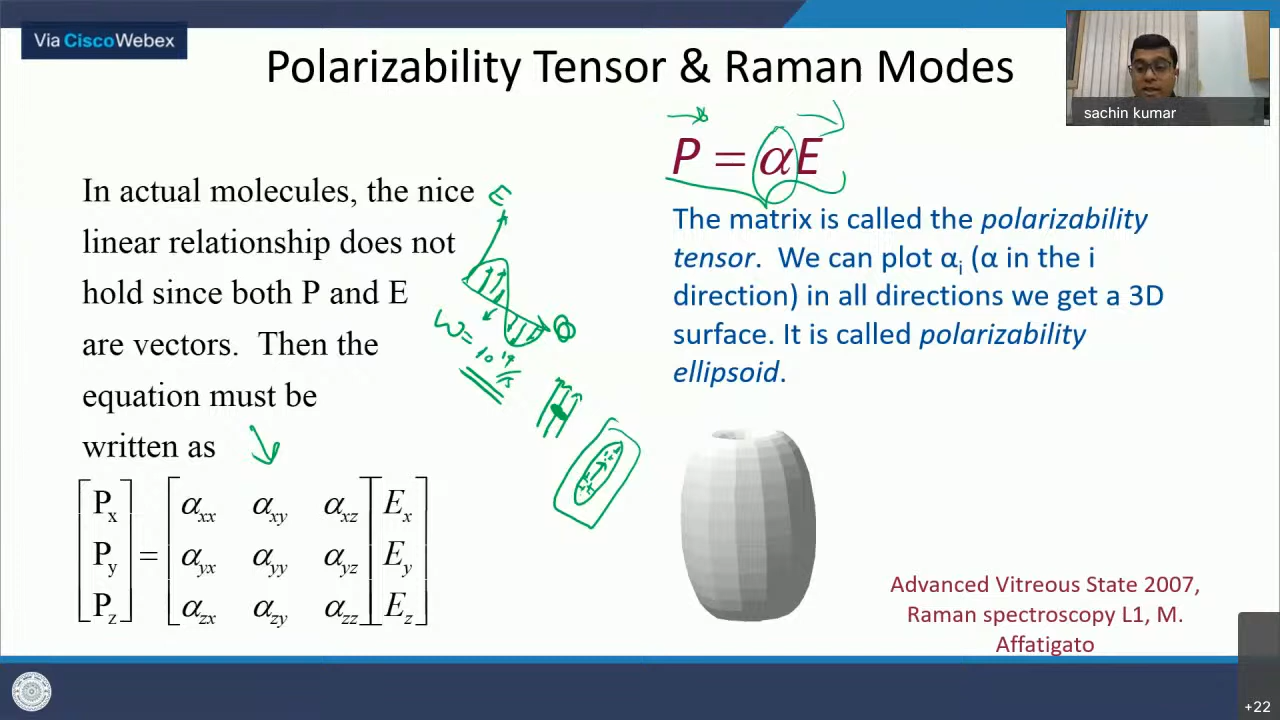 Via CiscoWebex
Polarizability Tensor & Raman Modes
sachin kumar
P = αE
In actual molecules, the nice
linear relationship does not
hold since both P and E
are vectors. Then the
equation must be
written as
E
ω=
The matrix is called the polarizability
tensor. We can plot αi (α in the i
direction) in all directions we get a 3D
surface. It is called polarizability
ellipsoid.
[Px] = [αxx αxy αxz] [Ex]
[Py] = [αyx αyy αyz] [Ey]
[Pz] = [αzx αzy αzz] [Ez]
Advanced Vitreous State 2007,
Raman spectroscopy L1, M.
Affatigato
+22